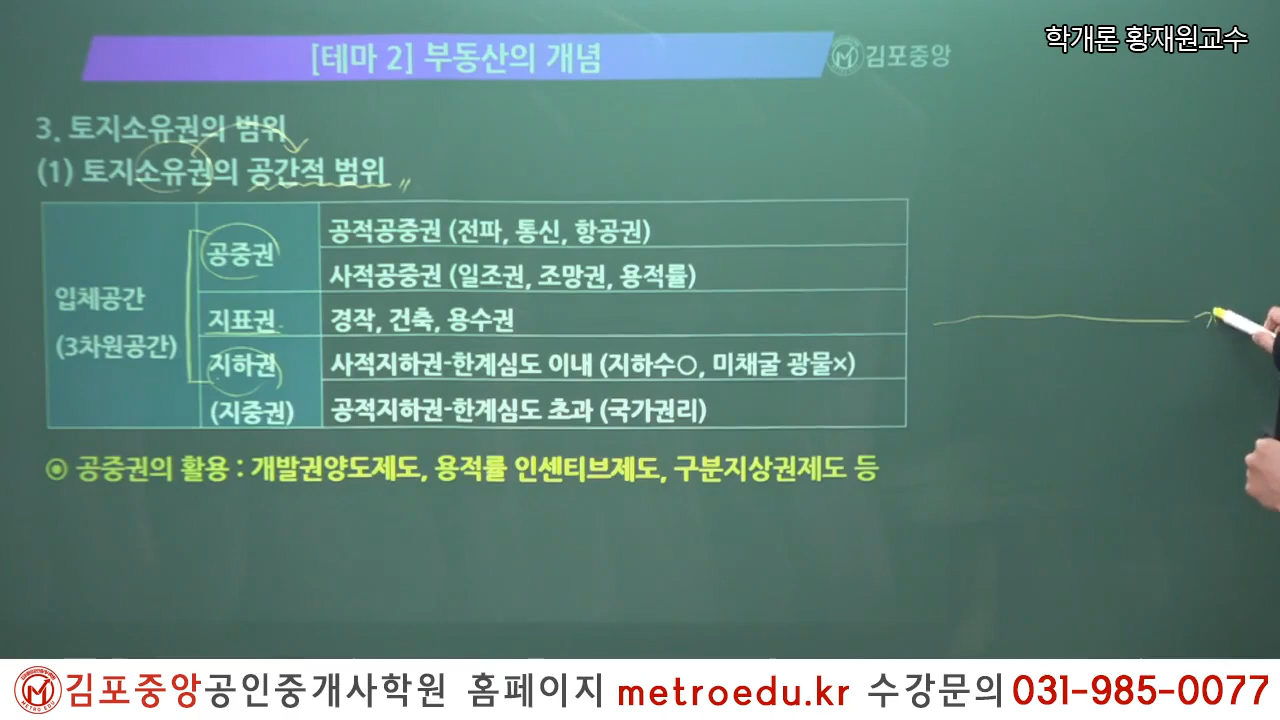 학개론 황재원교수
[테마 2] 부동산의 개념
김포중앙
3. 토지소유권의 범위
(1) 토지소유권의 공간적 범위
입체공간
(3차원공간)
공중권
공적공중권 (전파, 통신, 항공권)
사적공중권 (일조권, 조망권, 용적률)
지표권
경작, 건축, 용수권
지하권
(지중권)
사적지하권-한계심도 이내 (지하수○, 미채굴 광물×)
공적지하권-한계심도 초과 (국가권리)
◉ 공중권의 활용 : 개발권양도제도, 용적률 인센티브제도, 구분지상권제도 등
김포중앙공인중개사학원 홈페이지 metroedu.kr 수강문의 031-985-0077
METRO EDU